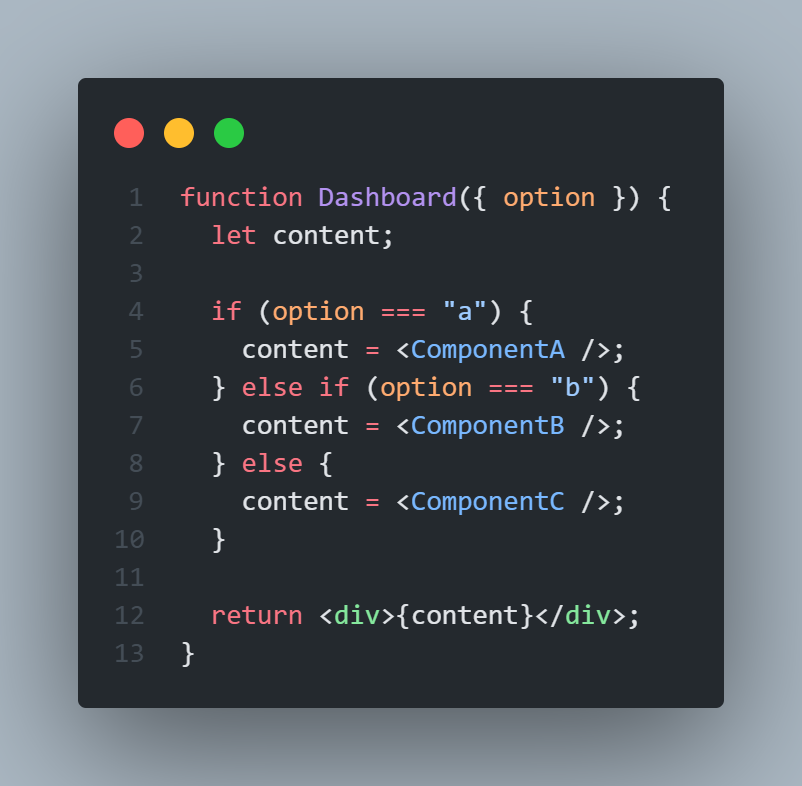 1 function Dashboard({ option }) {
2   let content;
3
4   if (option === "a") {
5     content = <ComponentA />;
6   } else if (option === "b") {
7     content = <ComponentB />;
8   } else {
9     content = <ComponentC />;
10   }
11
12   return <div>{content}</div>;
13 }